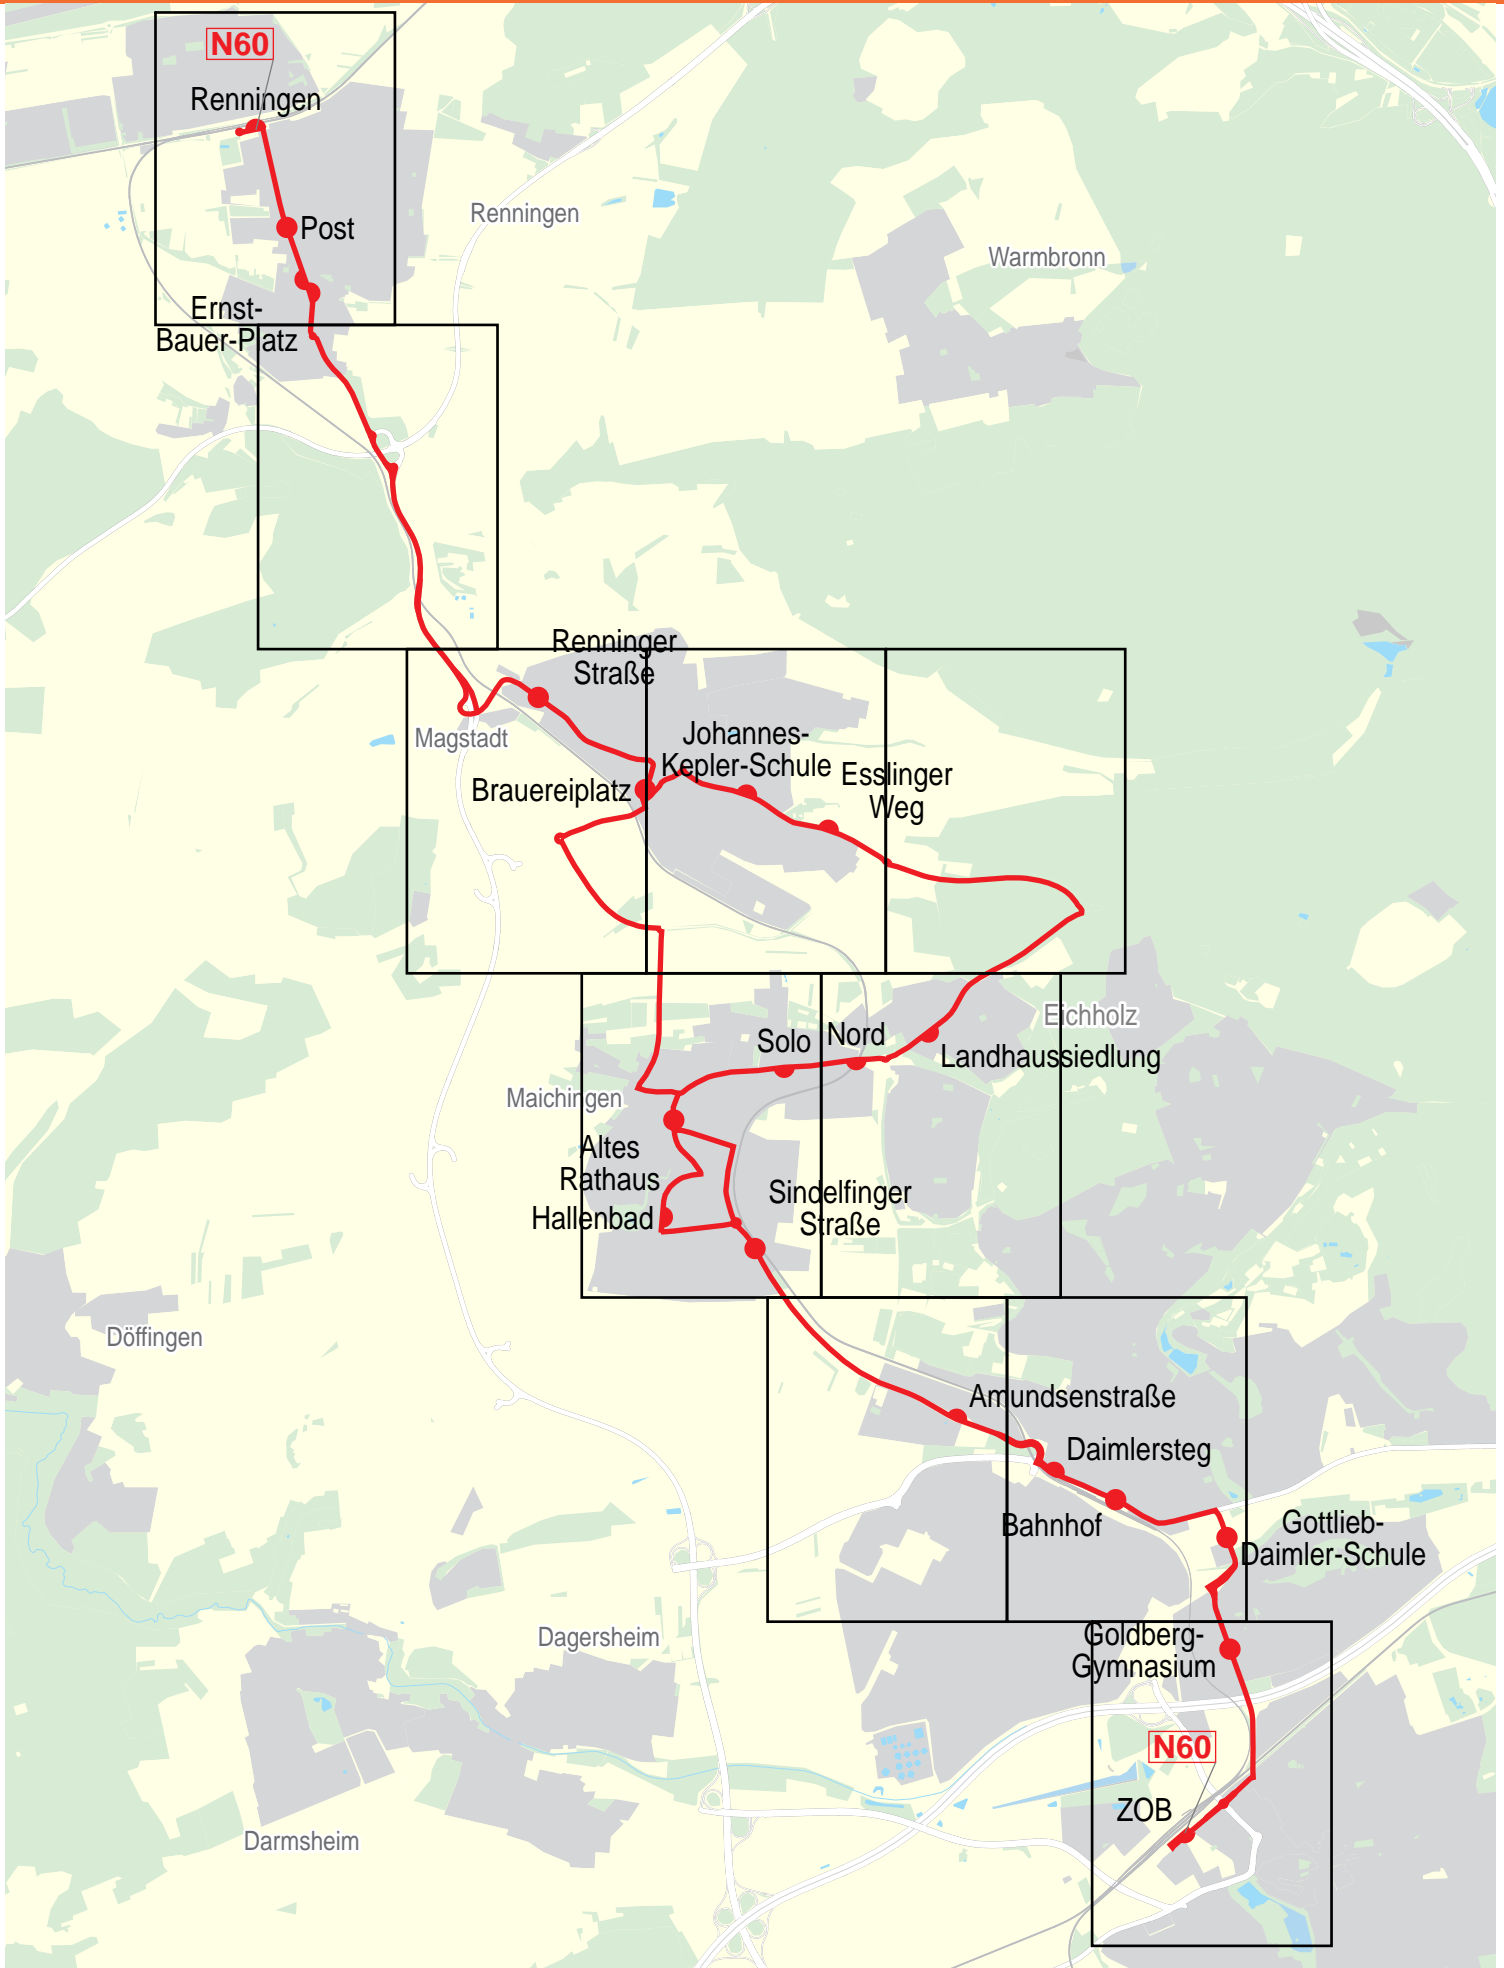 N60
Renningen
Post
Renningen
Warmbronn
Ernst-
Bauer-Platz
Renninger
Straße
Magstadt
Johannes-
Kepler-Schule
Esslinger
Weg
Brauereiplatz
Eichholz
Solo
Nord
Landhaussiedlung
Maichingen
Altes
Rathaus
Hallenbad
Sindelfinger
Straße
Döffingen
Amundsenstraße
Daimlersteg
Bahnhof
Gottlieb-
Daimler-Schule
Dagersheim
Goldberg-
Gymnasium
N60
ZOB
Darmsheim